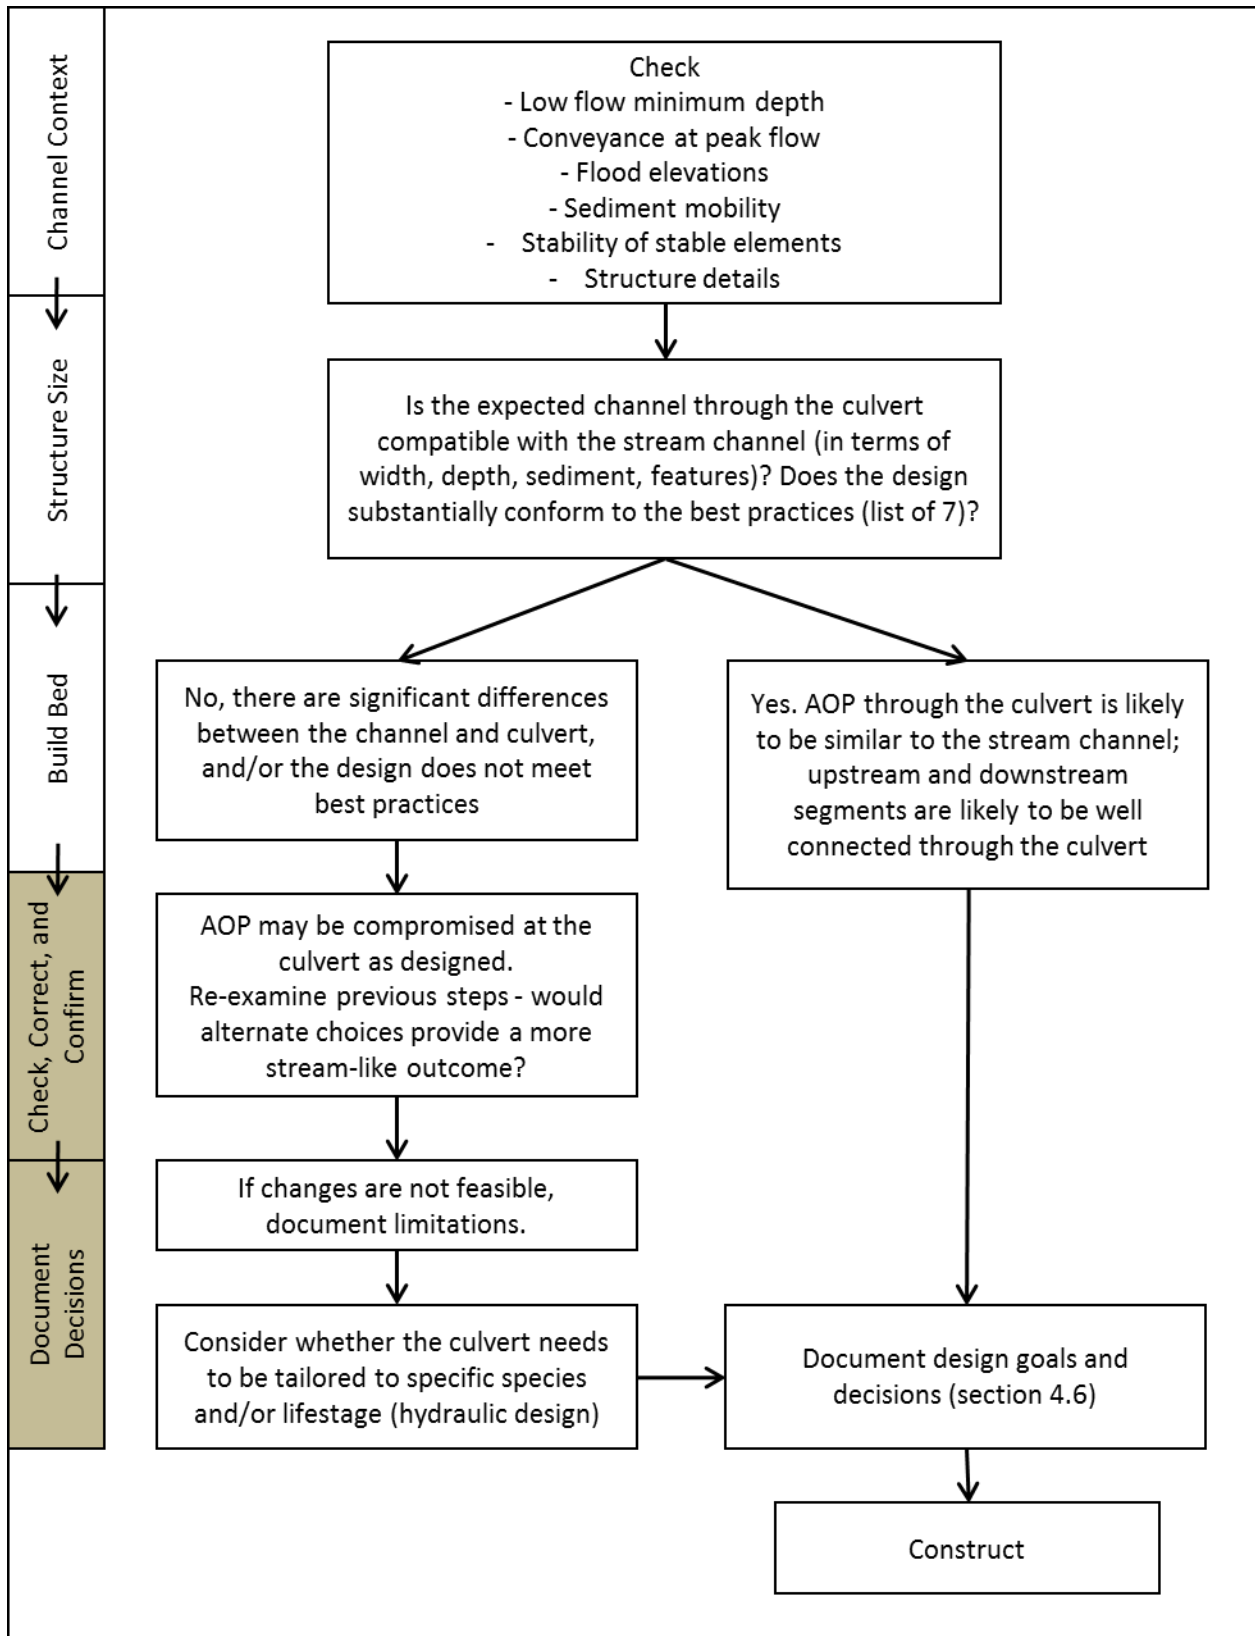 Channel Context
Structure Size
Build Bed
Check, Correct, and
Confirm
Document
Decisions
Check
- Low flow minimum depth
- Conveyance at peak flow
- Flood elevations
- Sediment mobility
- Stability of stable elements
- Structure details
Is the expected channel through the culvert
compatible with the stream channel (in terms of
width, depth, sediment, features)? Does the design
substantially conform to the best practices (list of 7)?
No, there are significant differences
between the channel and culvert,
and/or the design does not meet
best practices
Yes. AOP through the culvert is likely
to be similar to the stream channel;
upstream and downstream
segments are likely to be well
connected through the culvert
AOP may be compromised at the
culvert as designed.
Re-examine previous steps - would
alternate choices provide a more
stream-like outcome?
If changes are not feasible,
document limitations.
Consider whether the culvert needs
to be tailored to specific species
and/or lifestage (hydraulic design)
Document design goals and
decisions (section 4.6)
Construct